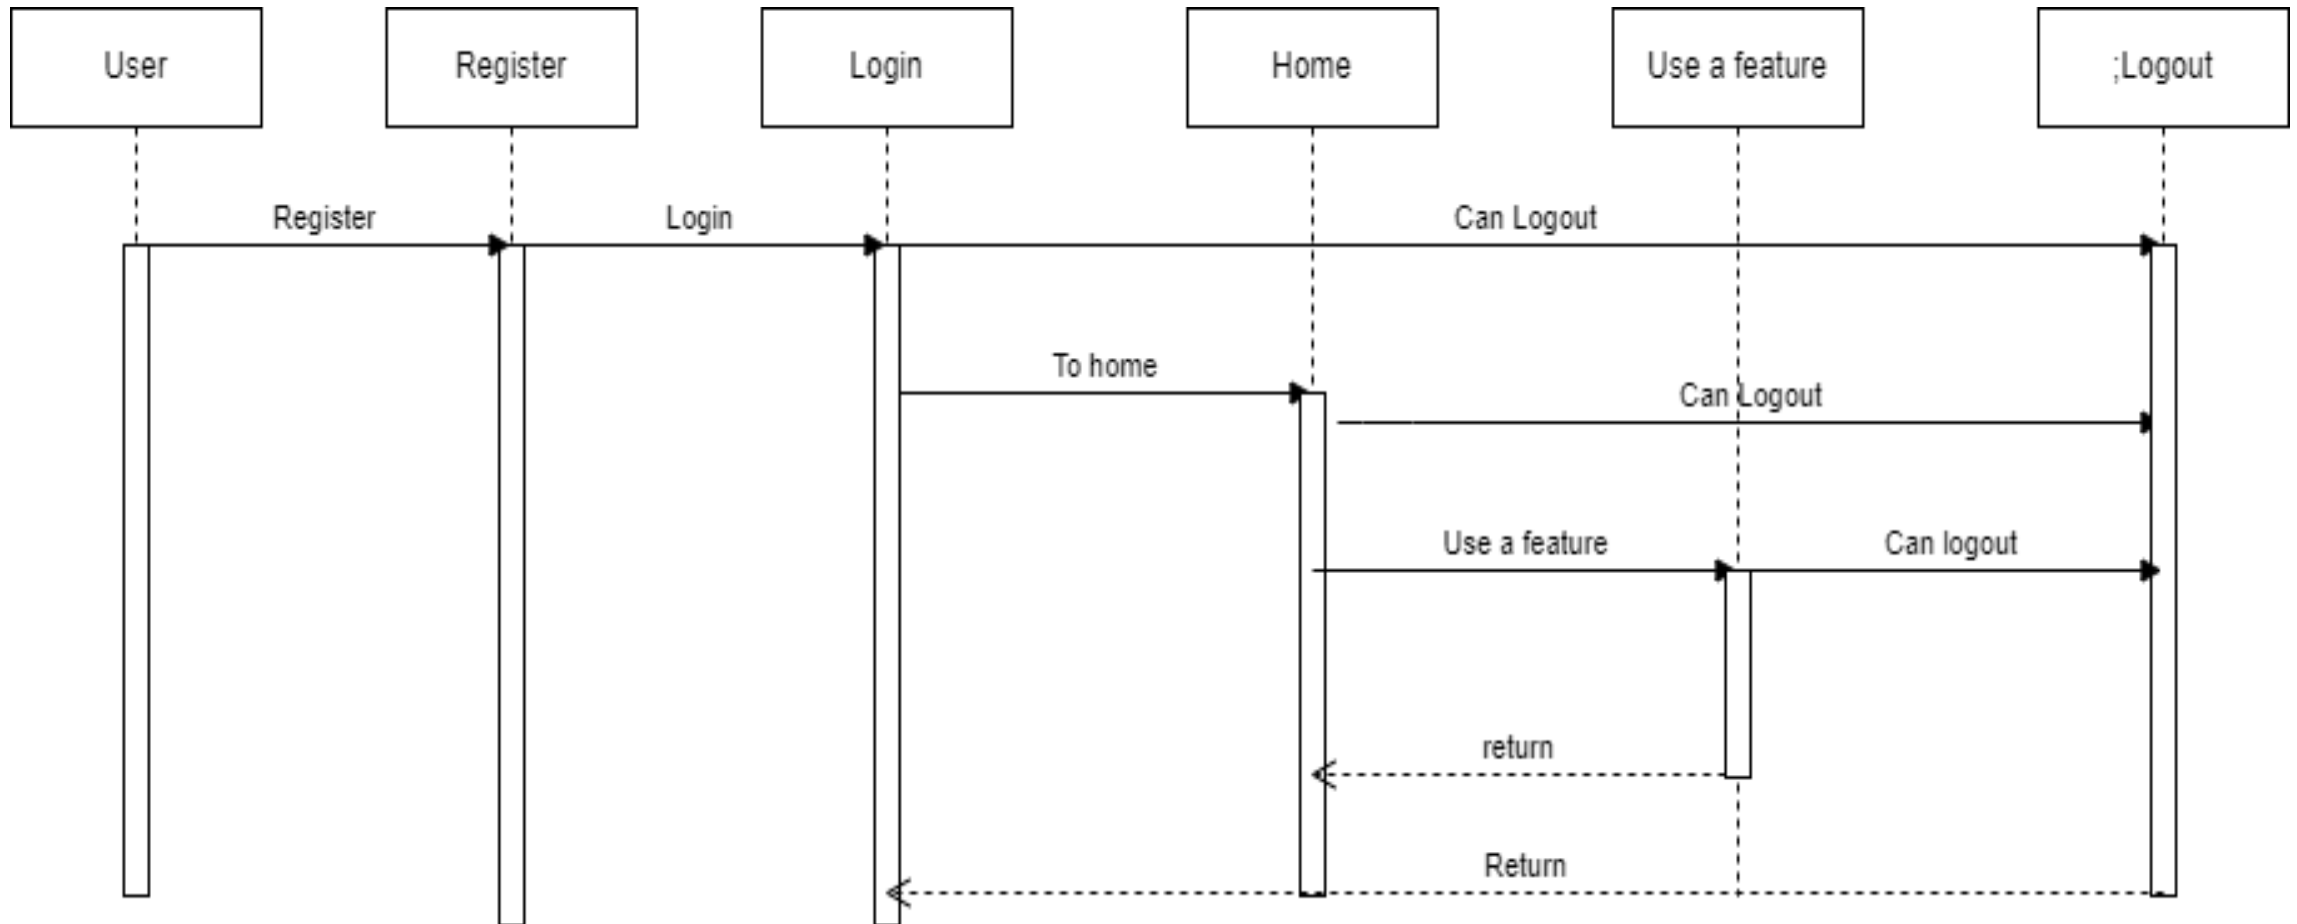 User
Register
Login
Home
Use a feature
;Logout
Register
Login
Can Logout
To home
Can Logout
Use a feature
Can logout
return
Return